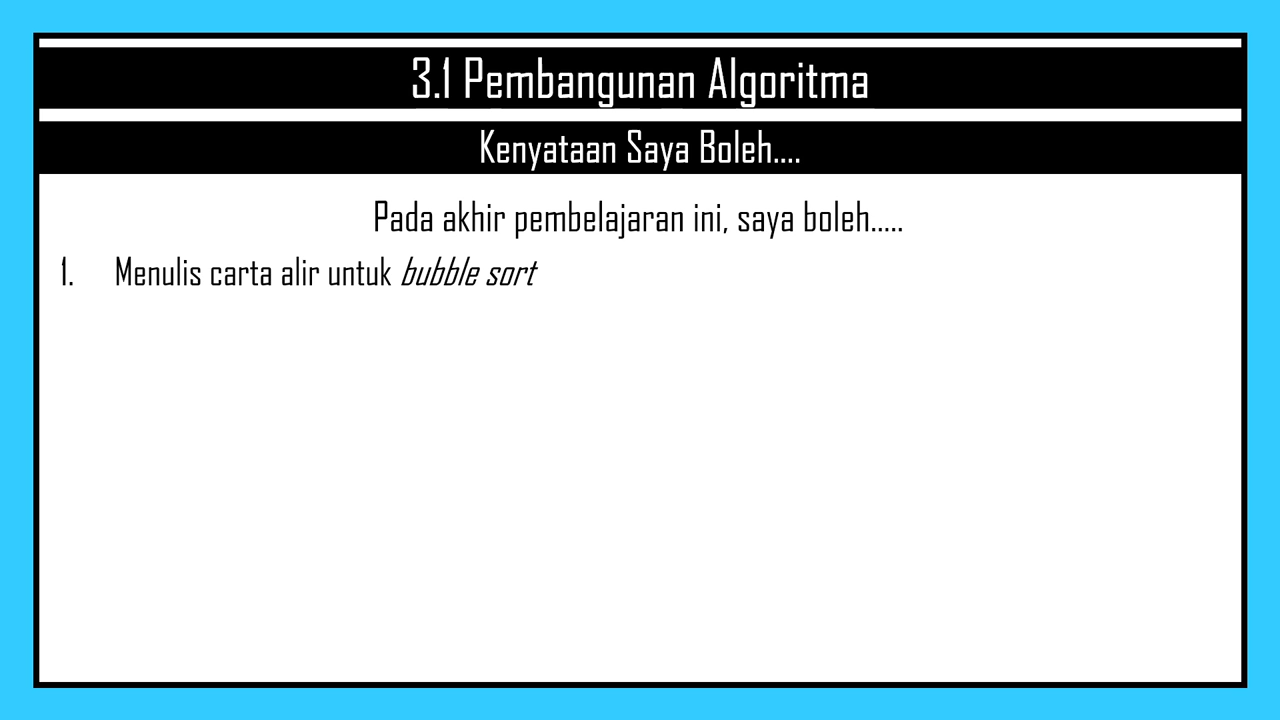 3.1 Pembangunan Algoritma
Kenyataan Saya Boleh....
Pada akhir pembelajaran ini, saya boleh.....
1. Menulis carta alir untuk bubble sort